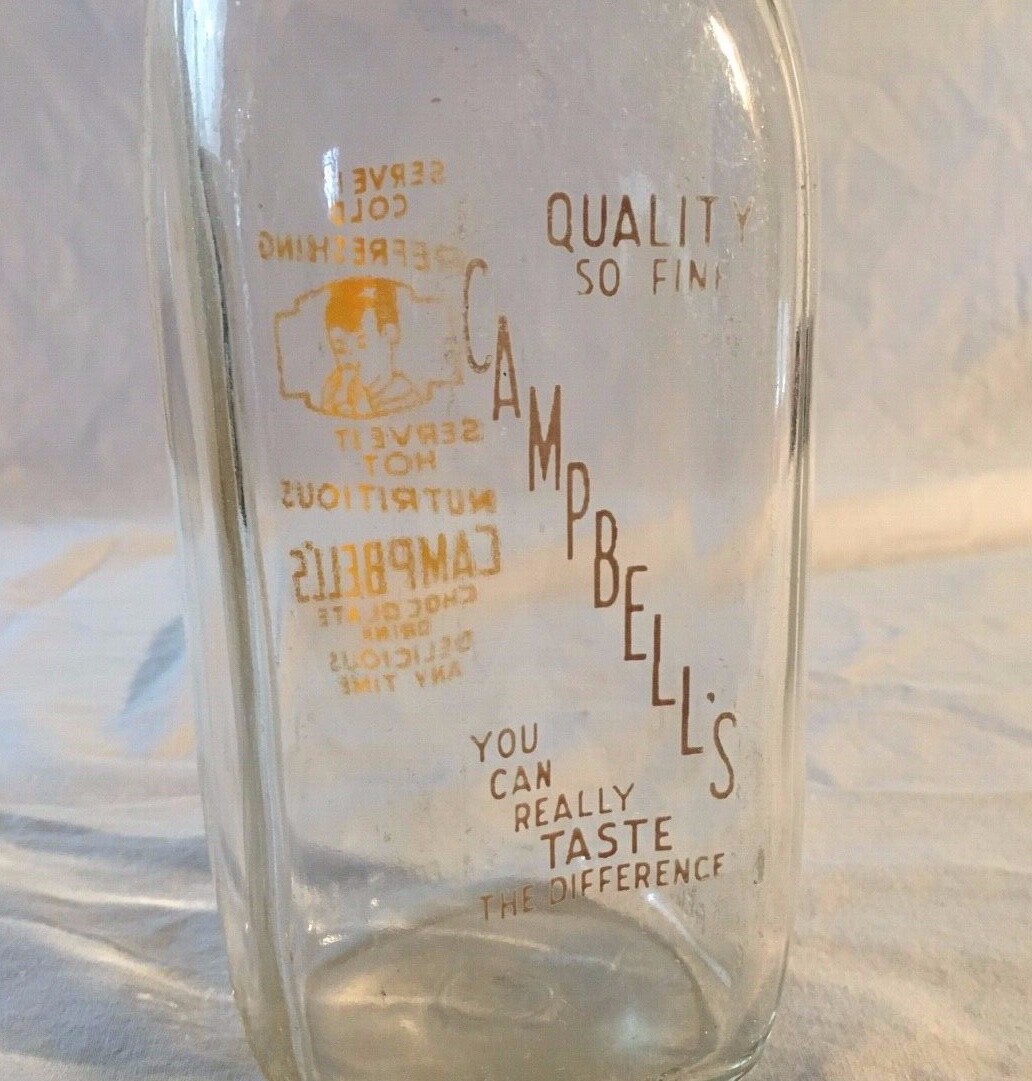 QUALITY
SO FINE
CAMPBELL'S
YOU
CAN
REALLY
TASTE
THE DIFFERENCE
SERVE
COLD
REFRESHING
SERVE IT
HOT
NUTRITIOUS
CAMPBELL'S
CHOCOLATE
DRINK
DELICIOUS
ANY TIME